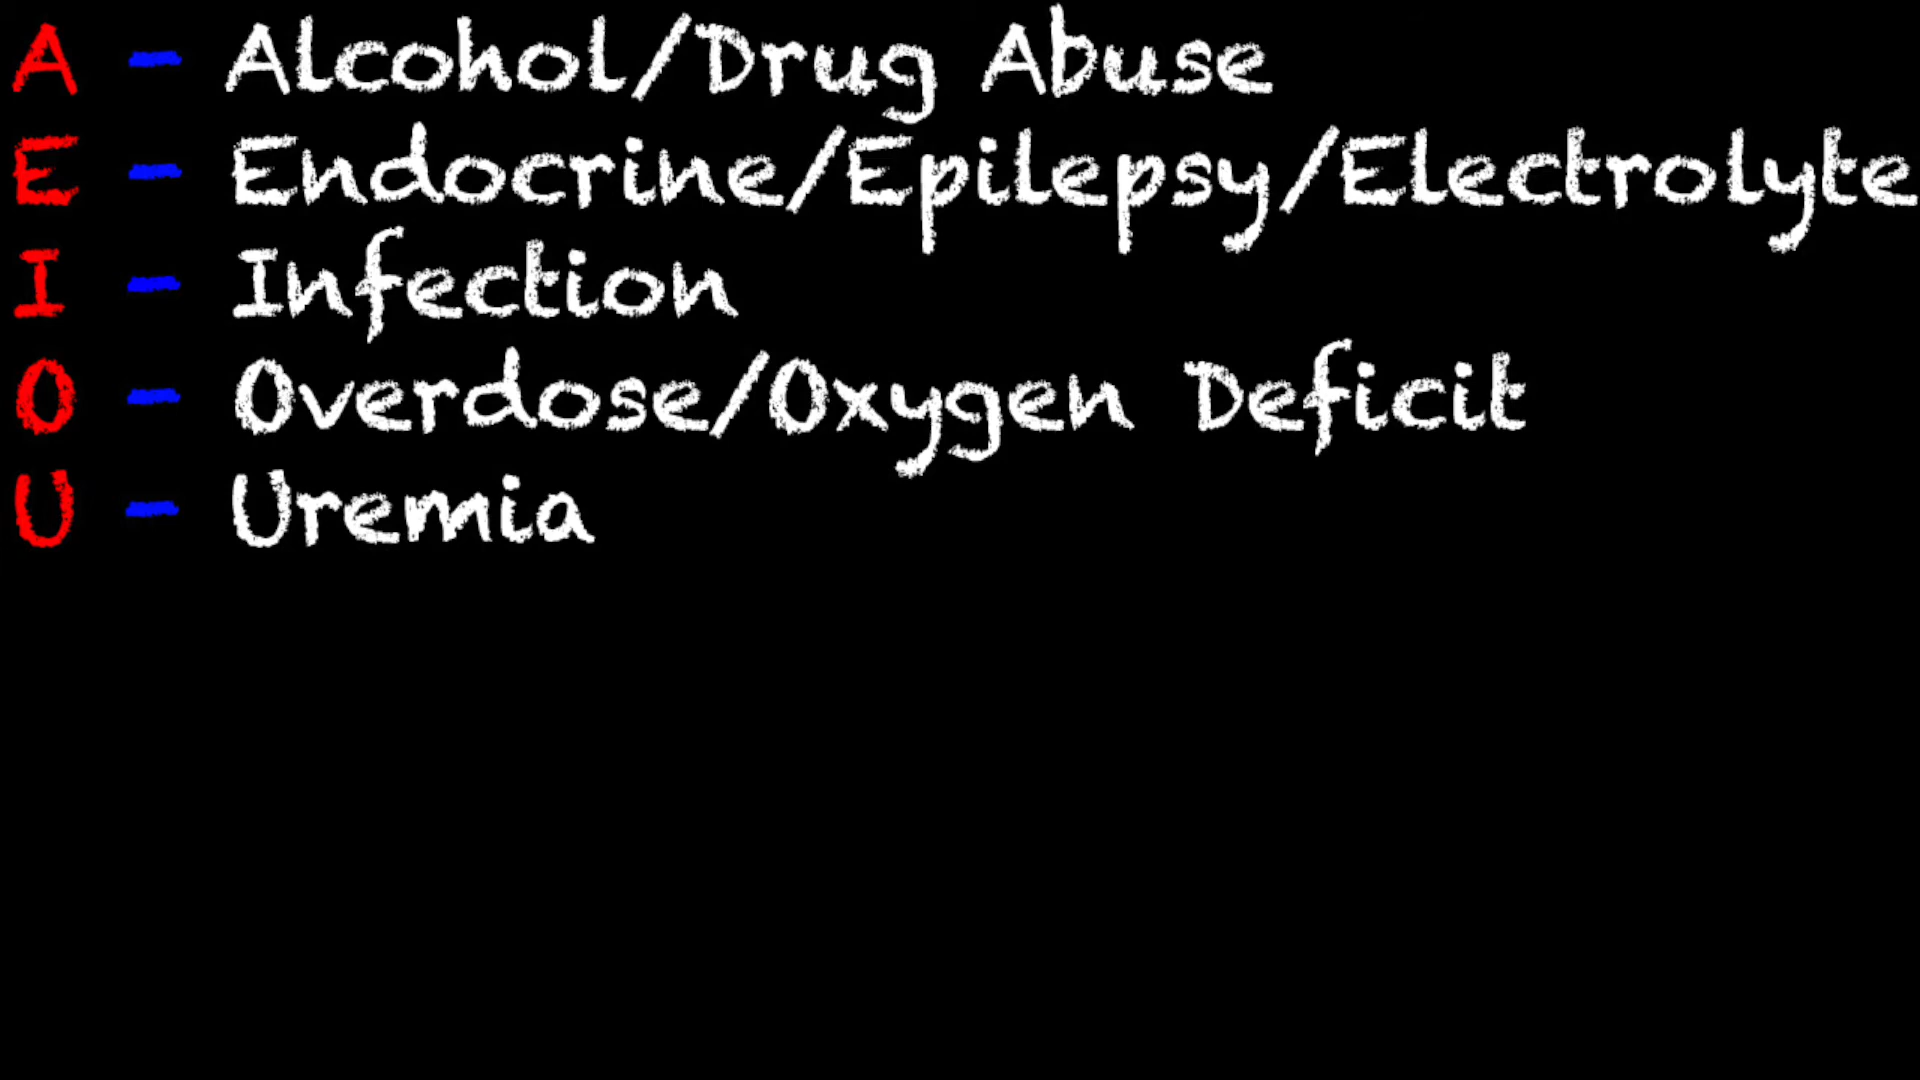 A - Alcohol/Drug Abuse
E - Endocrine/Epilepsy/Electrolyte
I - Infection
O - Overdose/Oxygen Deficit
U - Uremia